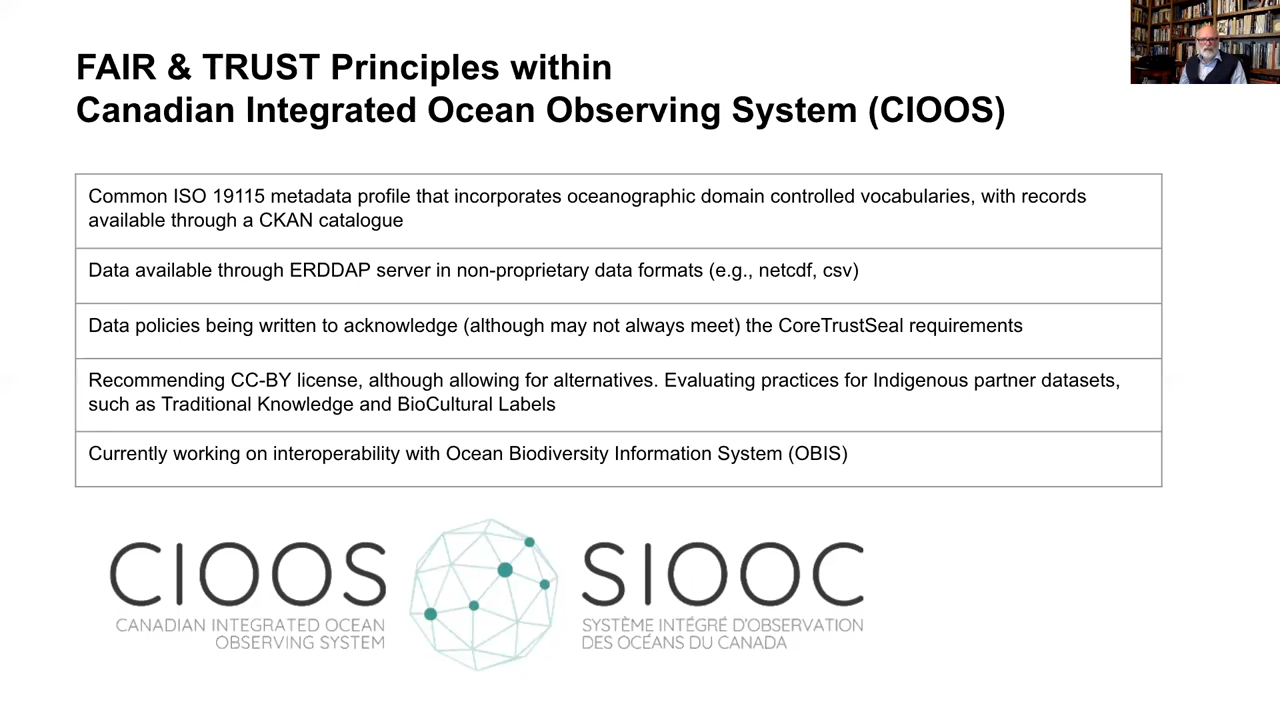 FAIR & TRUST Principles within
Canadian Integrated Ocean Observing System (CIOOS)
Common ISO 19115 metadata profile that incorporates oceanographic domain controlled vocabularies, with records
available through a CKAN catalogue
Data available through ERDDAP server in non-proprietary data formats (e.g., netcdf, csv)
Data policies being written to acknowledge (although may not always meet) the CoreTrustSeal requirements
Recommending CC-BY license, although allowing for alternatives. Evaluating practices for Indigenous partner datasets,
such as Traditional Knowledge and BioCultural Labels
Currently working on interoperability with Ocean Biodiversity Information System (OBIS)
CIOOS
CANADIAN INTEGRATED OCEAN
OBSERVING SYSTEM
SIOOC
SYSTÈME INTÉGRÉ D'OBSERVATION
DES OCÉANS DU CANADA